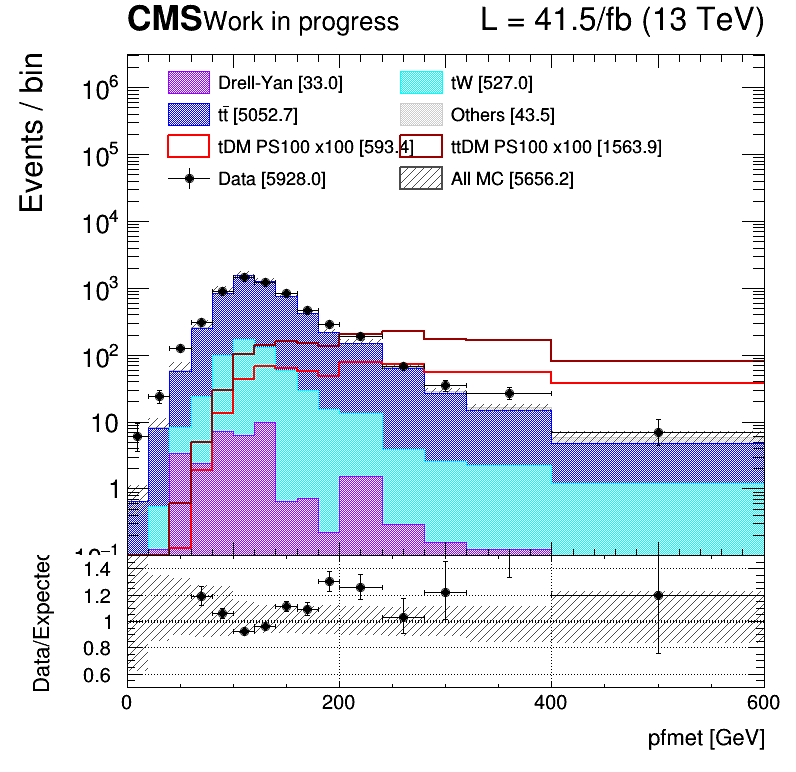 CMS Work in progress L = 41.5/fb (13 TeV)
Events / bin
Drell-Yan [33.0] tW [527.0]
tt̄ [5052.7] Others [43.5]
tDM PS100 x100 [593.4] ttDM PS100 x100 [1563.9]
Data [5928.0] All MC [5656.2]
10⁶
10⁵
10⁴
10³
10²
10
1
10⁻¹
Data/Expected
1.4
1.2
1
0.8
0.6
0 200 400 600
pfmet [GeV]